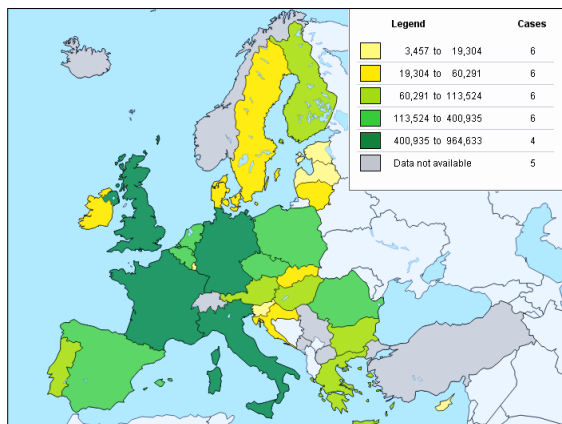 Legend Cases
3,457 to 19,304 6
19,304 to 60,291 6
60,291 to 113,524 6
113,524 to 400,935 6
400,935 to 964,633 4
Data not available 5